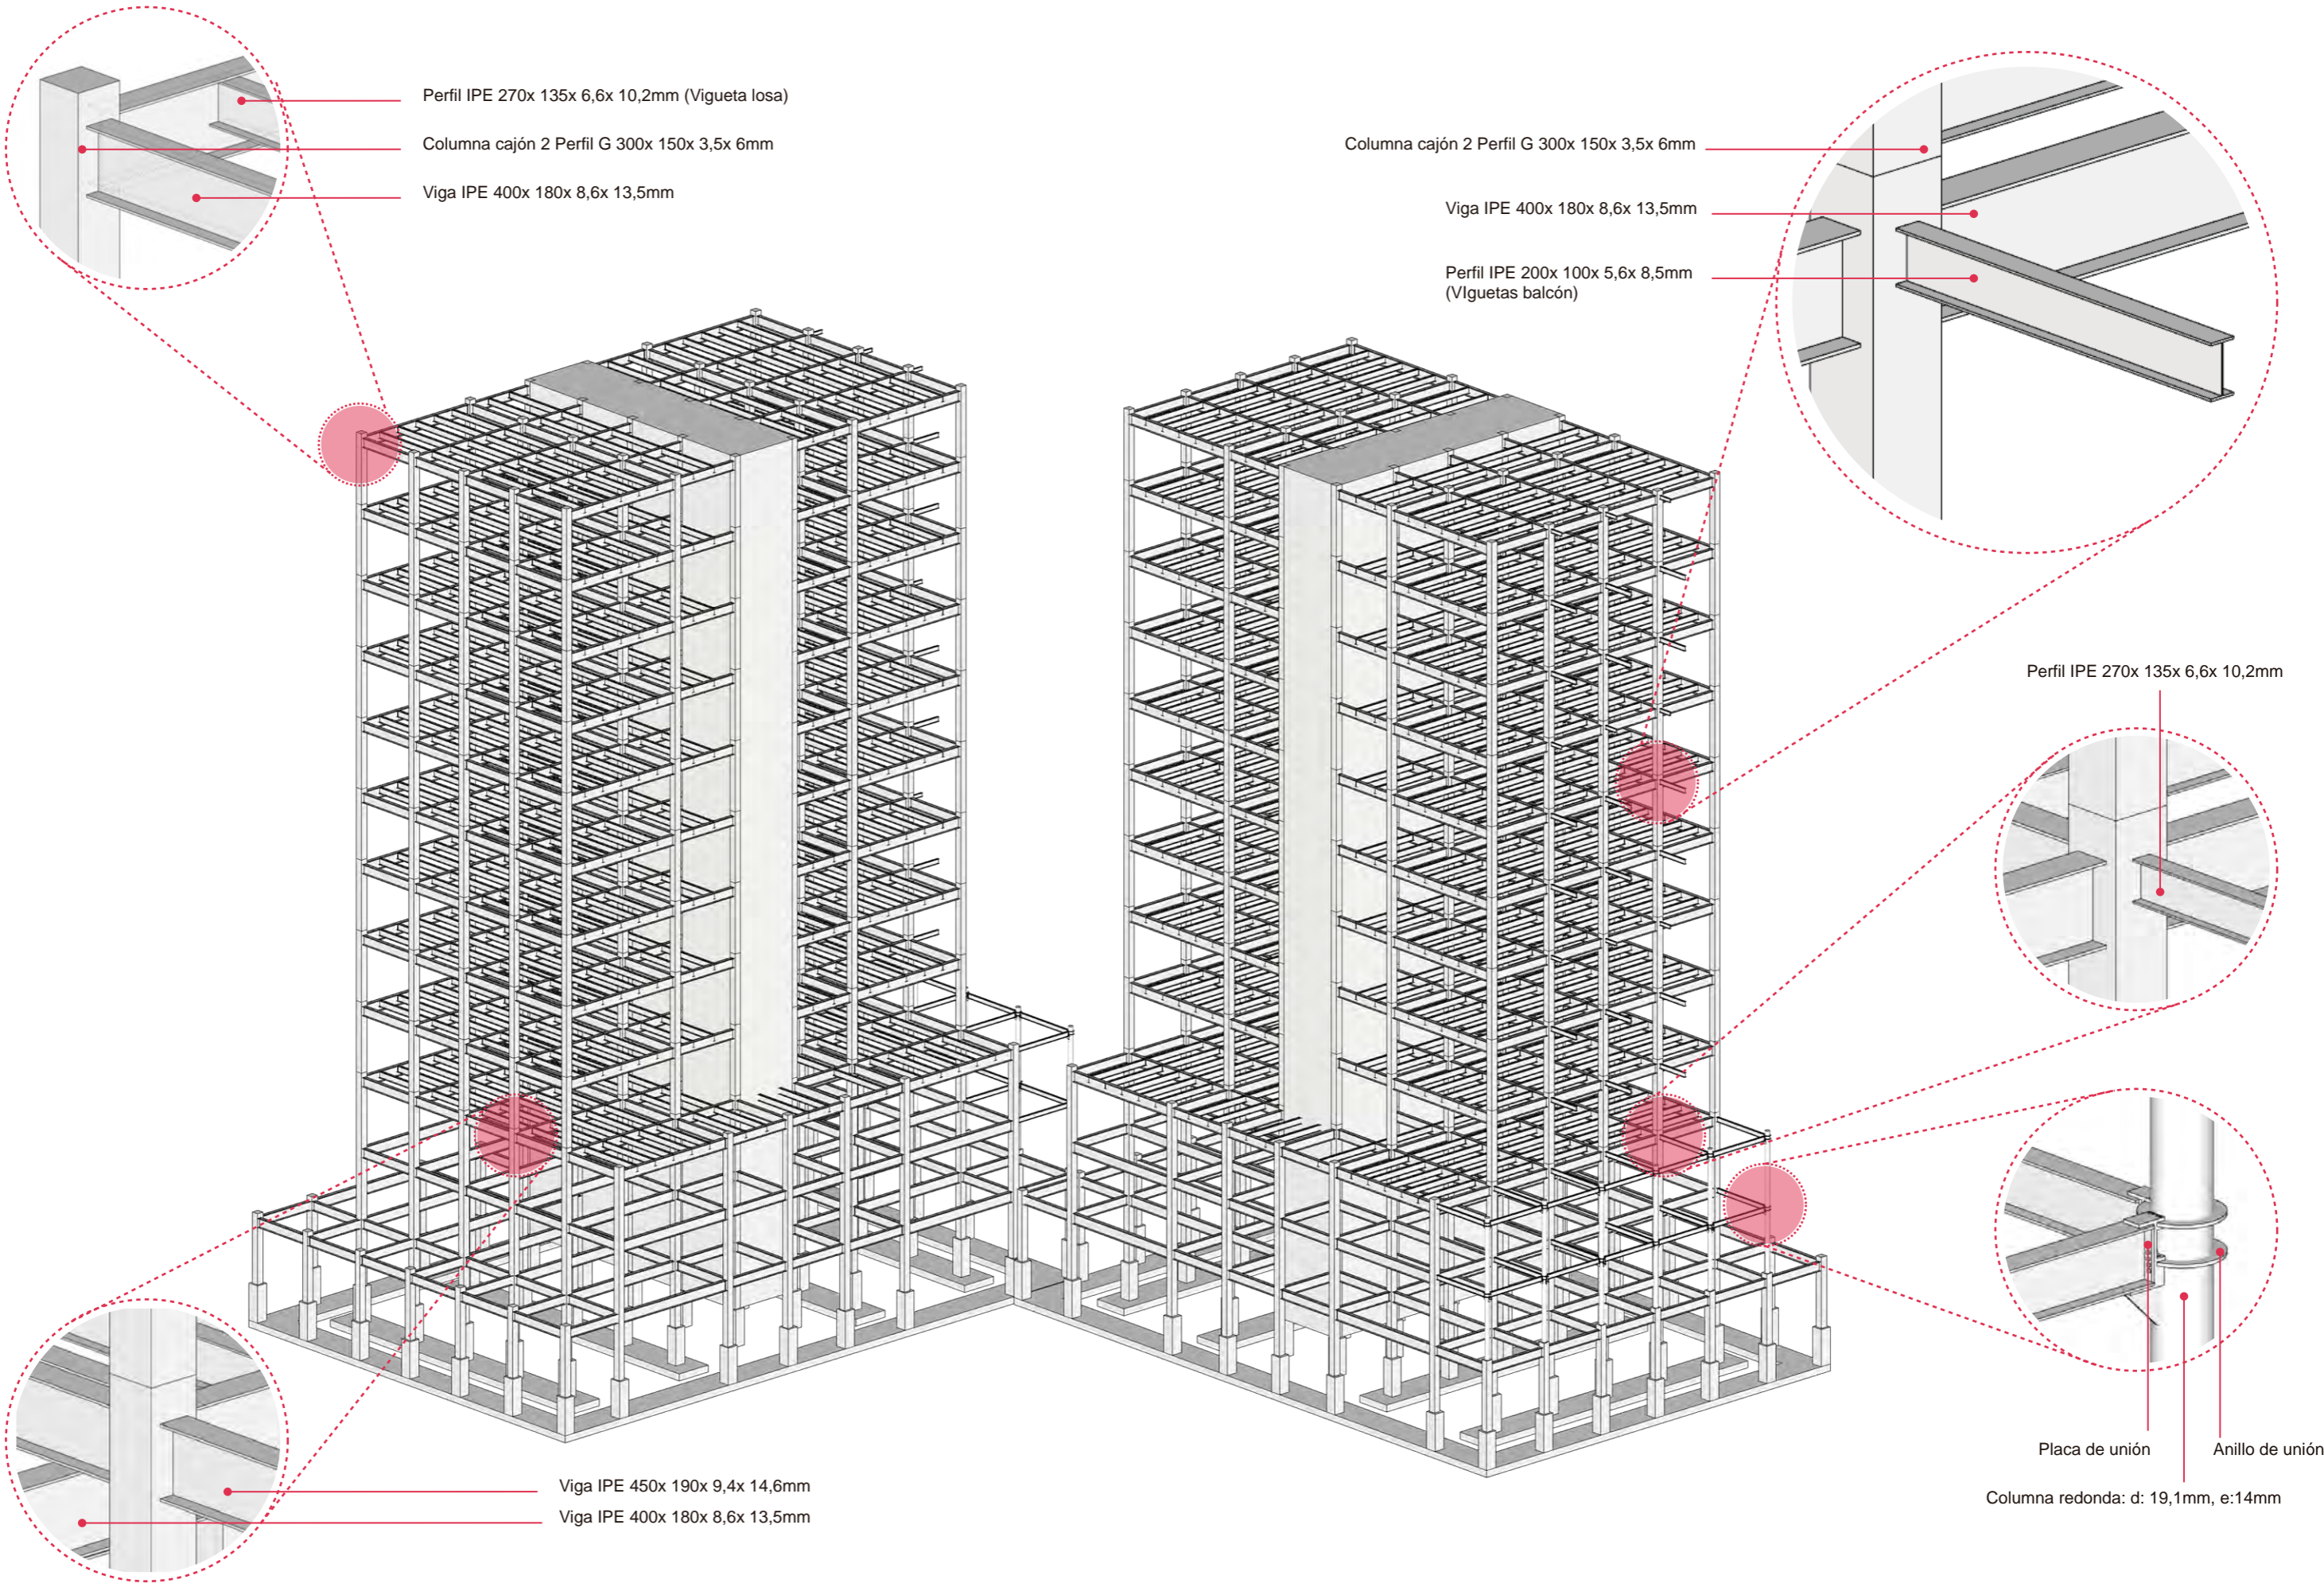 Perfil IPE 270x 135x 6,6x 10,2mm (Vigueta losa)
Columna cajón 2 Perfil G 300x 150x 3,5x 6mm
Viga IPE 400x 180x 8,6x 13,5mm
Columna cajón 2 Perfil G 300x 150x 3,5x 6mm
Viga IPE 400x 180x 8,6x 13,5mm
Perfil IPE 200x 100x 5,6x 8,5mm
(VIguetas balcón)
Perfil IPE 270x 135x 6,6x 10,2mm
Placa de unión
Anillo de unión
Columna redonda: d: 19,1mm, e:14mm
Viga IPE 450x 190x 9,4x 14,6mm
Viga IPE 400x 180x 8,6x 13,5mm